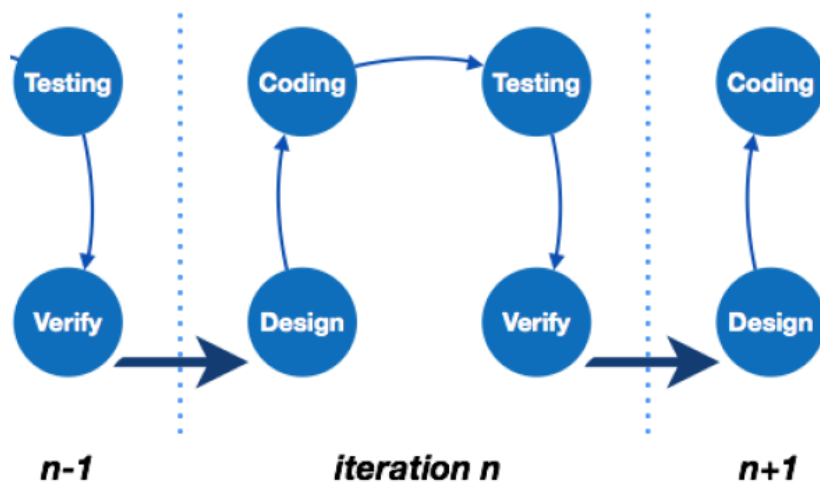 Testing
Coding
Testing
Coding
Verify
Design
Verify
Design
n-1
iteration n
n+1